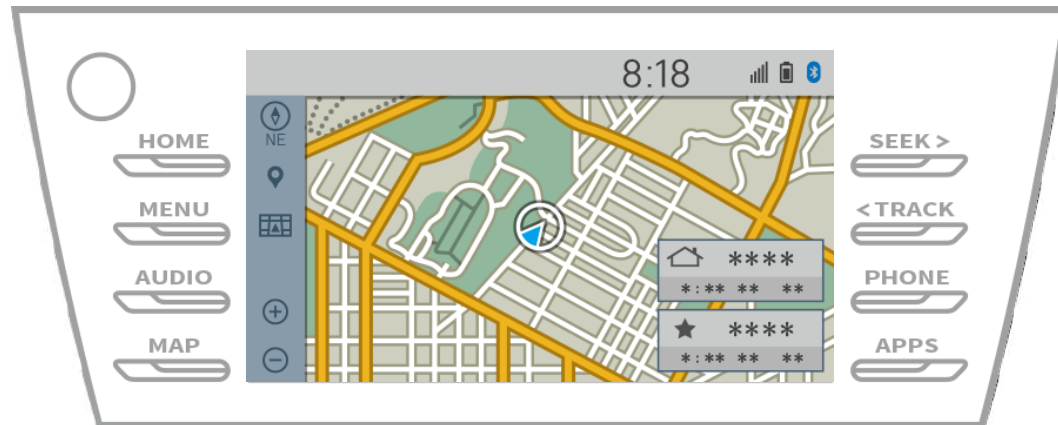 8:18
NE
HOME
MENU
AUDIO
MAP
SEEK >
< TRACK
PHONE
APPS
****
*:** ** **
****
*:** ** **